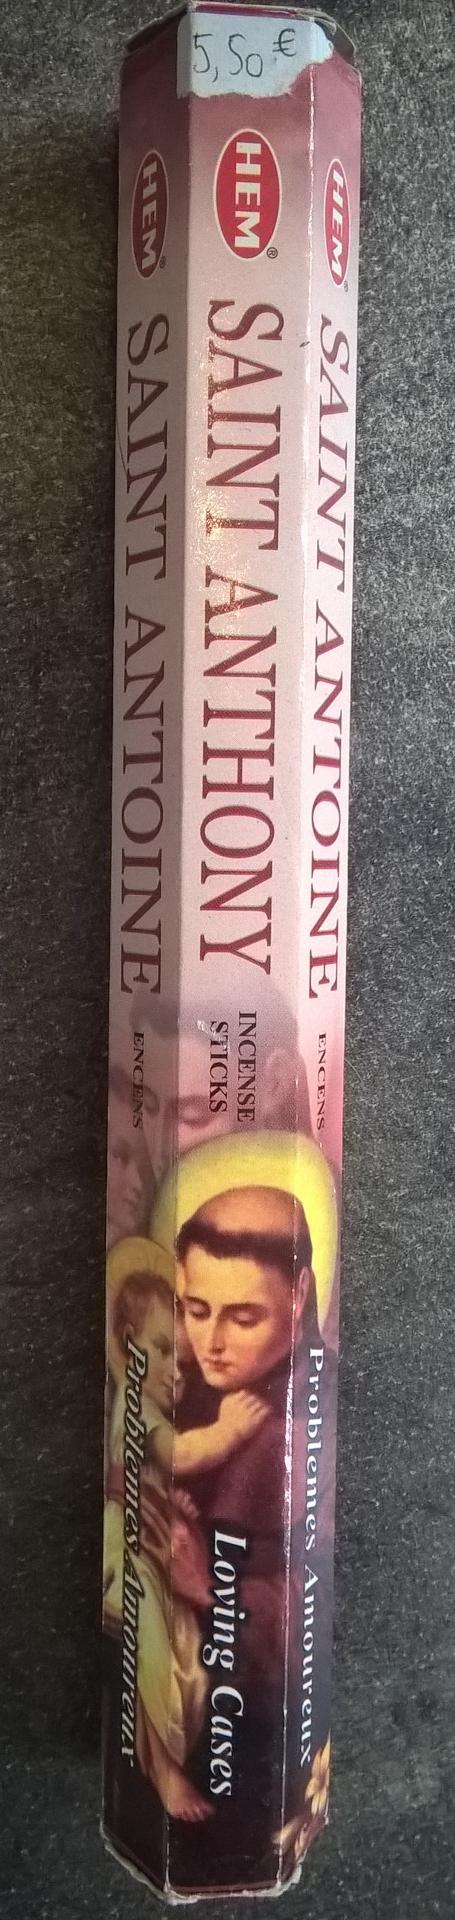 5,50 €
HEM®
SAINT ANTOINE
ENCENS
Problemes Amoureux
HEM®
SAINT ANTHONY
INCENSE
STICKS
Loving Cases
HEM®
SAINT ANTOINE
ENCENS
Problemes Amoureux